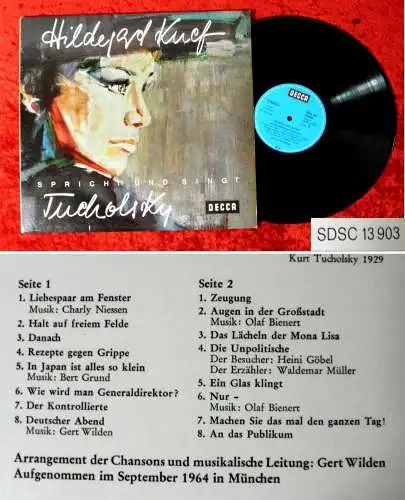 Hildegard Knef
SPRICHT UND SINGT
Tucholsky
DECCA
DECCA
SDSC 13 903
Kurt Tucholsky 1929
Seite 1
1. Liebespaar am Fenster
Musik: Charly Niessen
2. Halt auf freiem Felde
3. Danach
4. Rezepte gegen Grippe
5. In Japan ist alles so klein
Musik: Bert Grund
6. Wie wird man Generaldirektor?
7. Der Kontrollierte
8. Deutscher Abend
Musik: Gert Wilden
Seite 2
1. Zeugung
2. Augen in der Großstadt
Musik: Olaf Bienert
3. Das Lächeln der Mona Lisa
4. Die Unpolitische
Der Besucher: Heini Göbel
Der Erzähler: Waldemar Müller
5. Ein Glas klingt
6. Nur -
Musik: Olaf Bienert
7. Machen Sie das mal den ganzen Tag!
8. An das Publikum
Arrangement der Chansons und musikalische Leitung: Gert Wilden
Aufgenommen im September 1964 in München